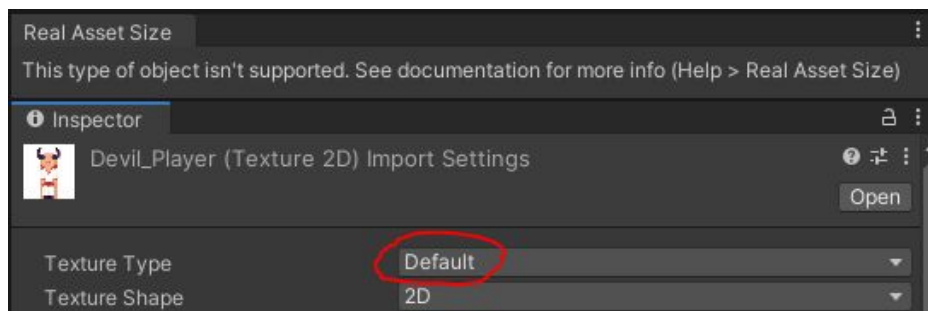 Real Asset Size
This type of object isn't supported. See documentation for more info (Help > Real Asset Size)
Inspector
Devil_Player (Texture 2D) Import Settings
Open
Texture Type Default
Texture Shape 2D